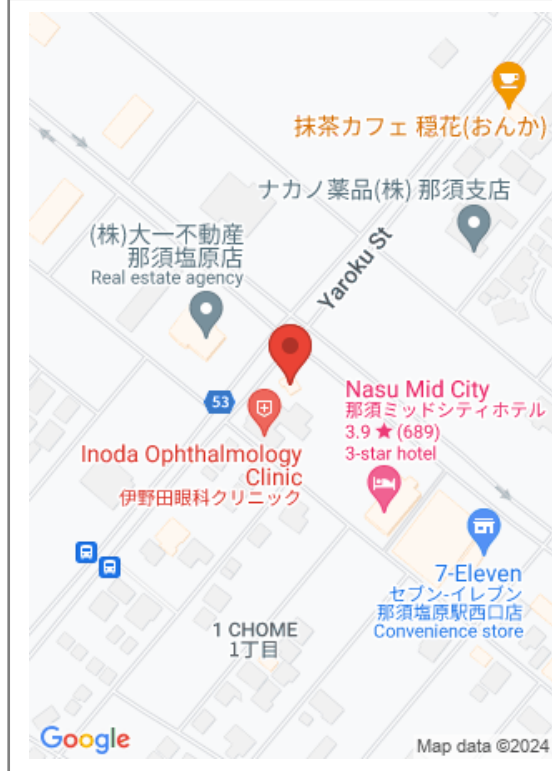 抹茶カフェ 穏花(おんか)
ナカノ薬品(株) 那須支店
(株)大一不動産
那須塩原店
Real estate agency
Yaroku St
53
Nasu Mid City
那須ミッドシティホテル
3.9 ★ (689)
3-star hotel
Inoda Ophthalmology
Clinic
伊野田眼科クリニック
7-Eleven
セブン-イレブン
那須塩原駅西口店
Convenience store
1 CHOME
1丁目
Google
Map data ©2024